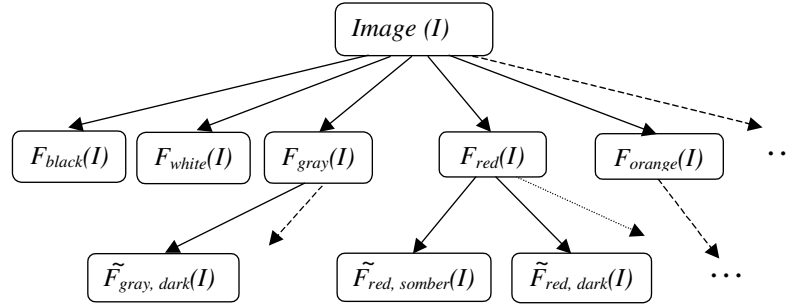 Image (I)
F_black(I) F_white(I) F_gray(I) F_red(I) F_orange(I) ..
F̃_gray, dark(I) F̃_red, somber(I) F̃_red, dark(I) ...